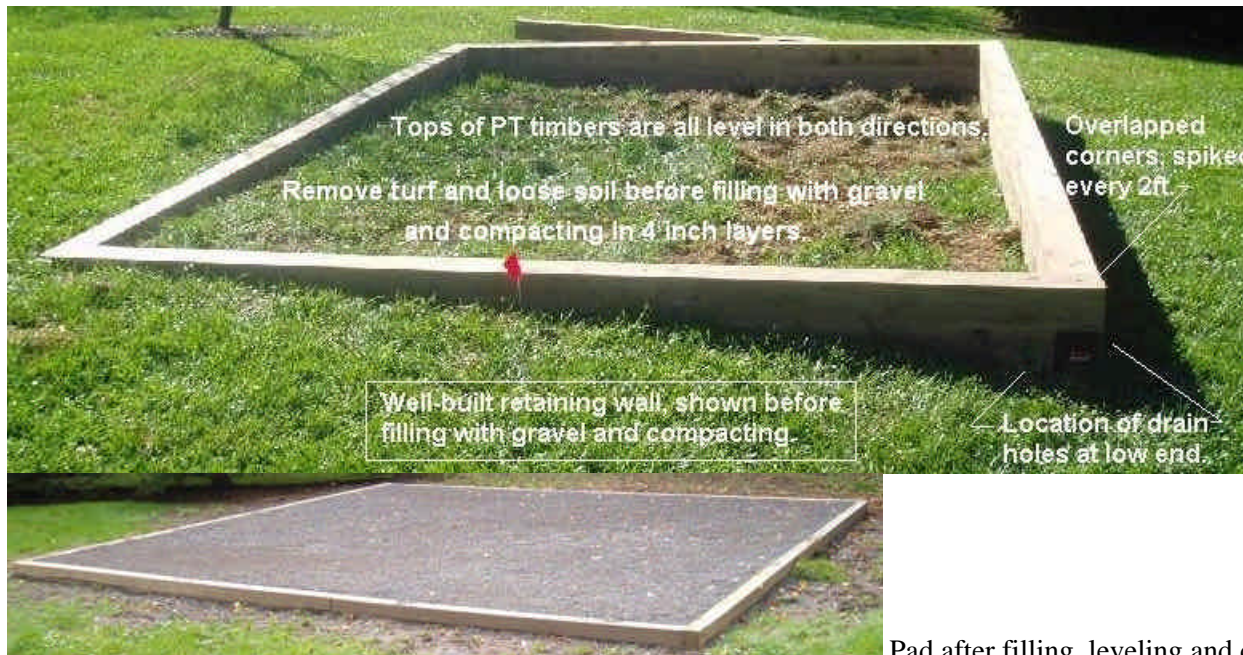 Tops of PT timbers are all level in both directions.
Overlapped
corners, spiked
every 2ft.
Remove turf and loose soil before filling with gravel
and compacting in 4 inch layers.
Well-built retaining wall, shown before
filling with gravel and compacting.
Location of drain
holes at low end.
Pad after filling, leveling and